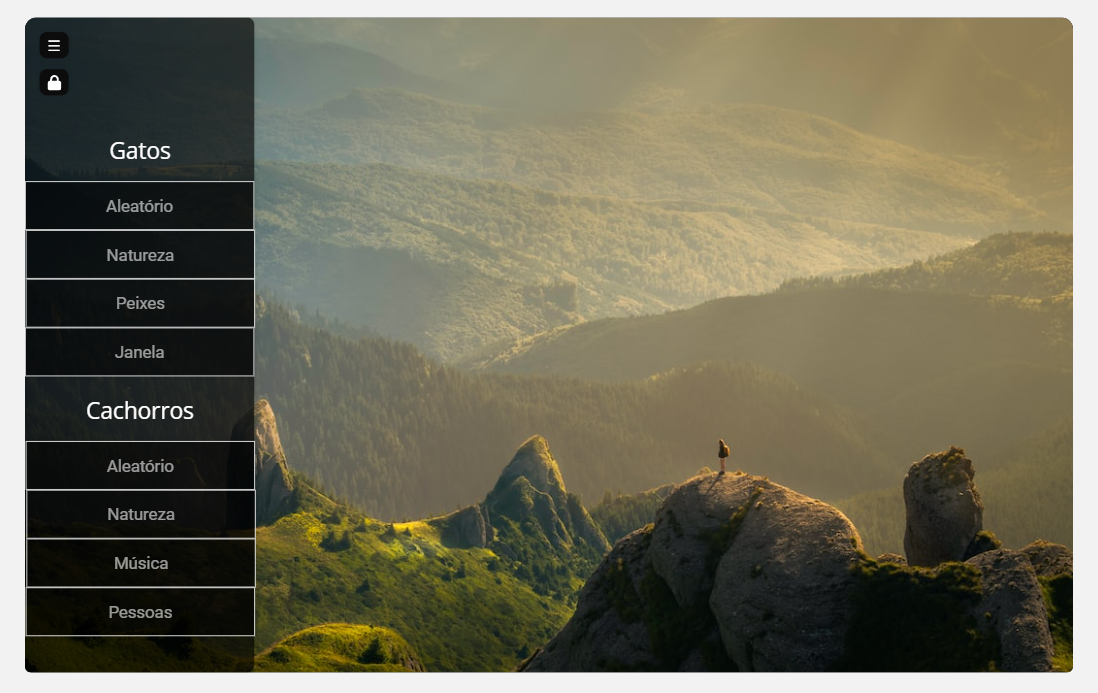 Gatos
Aleatório
Natureza
Peixes
Janela
Cachorros
Aleatório
Natureza
Música
Pessoas